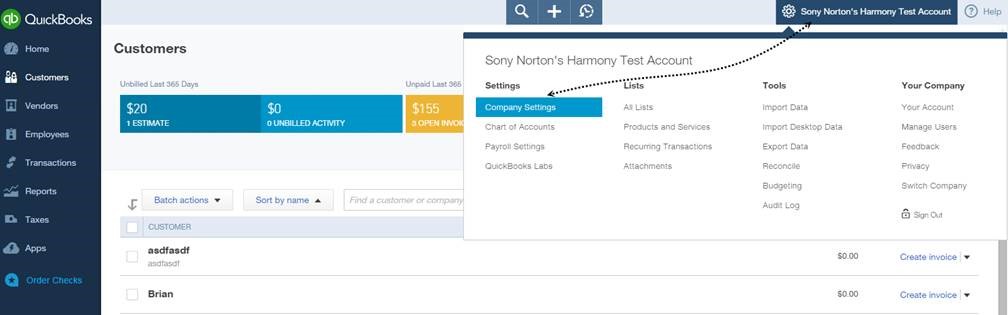 qb QuickBooks
Sony Norton's Harmony Test Account
Help
Home
Customers
Vendors
Employees
Transactions
Reports
Taxes
Apps
Order Checks
Customers
Unbilled Last 365 Days
Unpaid Last 365
$20
1 ESTIMATE
$0
0 UNBILLED ACTIVITY
$155
3 OPEN INVOIC
Sony Norton's Harmony Test Account
Settings
Company Settings
Chart of Accounts
Payroll Settings
QuickBooks Labs
Lists
All Lists
Products and Services
Recurring Transactions
Attachments
Tools
Import Data
Import Desktop Data
Export Data
Reconcile
Budgeting
Audit Log
Your Company
Your Account
Manage Users
Feedback
Privacy
Switch Company
Sign Out
Batch actions
Sort by name
Find a customer or company
CUSTOMER
asdfasdf
asdfasdf
$0.00
Create invoice
Brian
$0.00
Create invoice